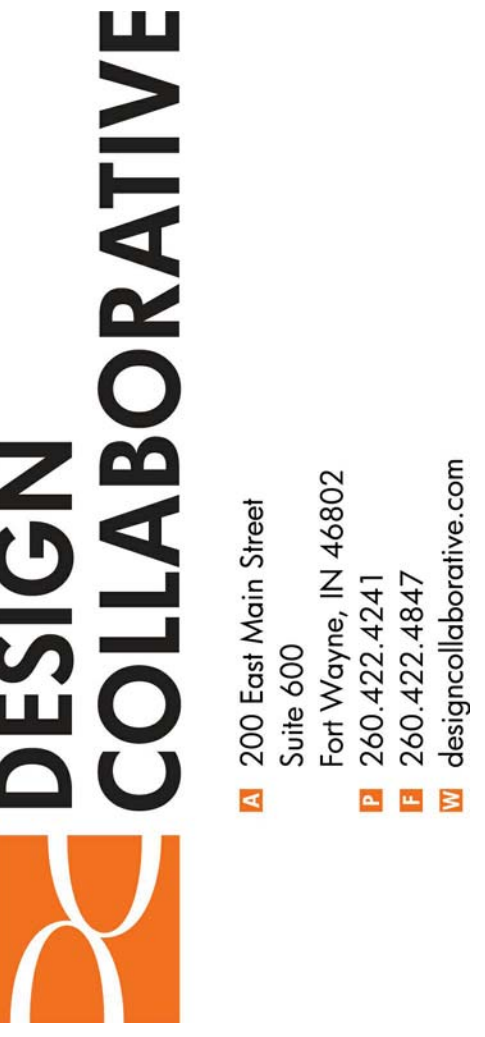 DESIGN
COLLABORATIVE
A 200 East Main Street
Suite 600
Fort Wayne, IN 46802
P 260.422.4241
F 260.422.4847
W designcollaborative.com